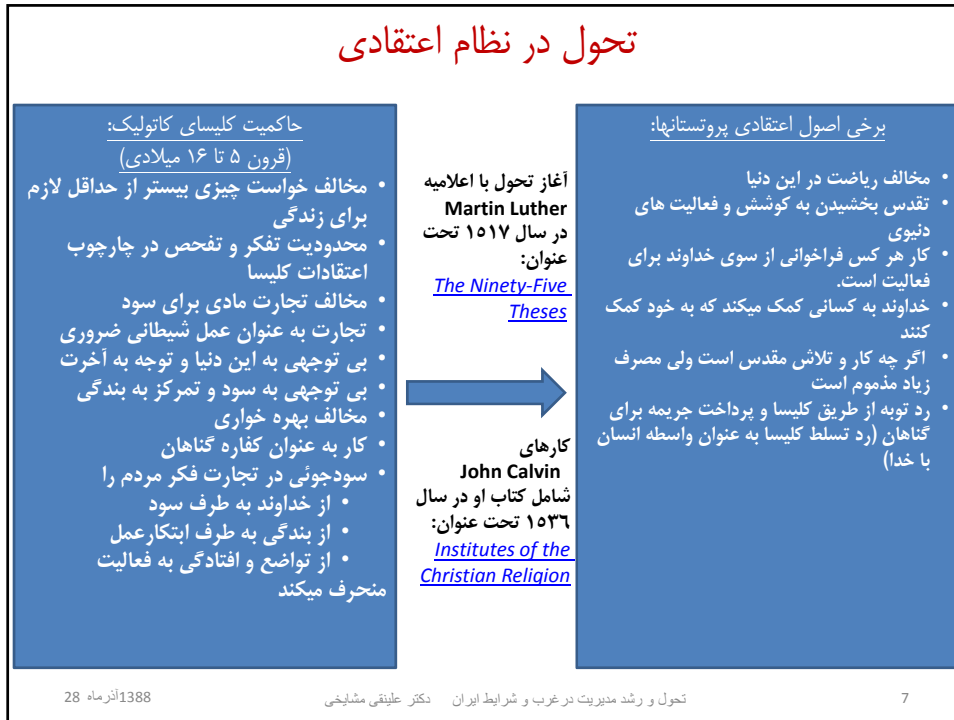 تحول در نظام اعتقادی
حاکمیت کلیسای کاتولیک:
(قرون ۵ تا ۱۶ میلادی)
• مخالف خواست چیزی بیستر از حداقل لازم
برای زندگی
• محدودیت تفکر و تفحص در چارچوب
اعتقادات کلیسا
• مخالف تجارت مادی برای سود
• تجارت به عنوان عمل شیطانی ضروری
• بی توجهی به این دنیا و توجه به آخرت
• بی توجهی به سود و تمرکز به بندگی
• مخالف بهره خواری
• کار به عنوان کفاره گناهان
• سودجوئی در تجارت فکر مردم را
• از خداوند به طرف سود
• از بندگی به طرف ابتکارعمل
• از تواضع و افتادگی به فعالیت
منحرف میکند
آغاز تحول با اعلامیه
Martin Luther
در سال ١٥١٧ تحت
عنوان:
The Ninety-Five
Theses
کارهای
John Calvin
شامل کتاب او در سال
١٥٣٦ تحت عنوان:
Institutes of the
Christian Religion
برخی اصول اعتقادی پروتستانها:
• مخالف ریاضت در این دنیا
• تقدس بخشیدن به کوشش و فعالیت های
دنیوی
• کار هر کس فراخوانی از سوی خداوند برای
فعالیت است.
• خداوند به کسانی کمک میکند که به خود کمک
کنند
• اگر چه کار و تلاش مقدس است ولی مصرف
زیاد مذموم است
• رد توبه از طریق کلیسا و پرداخت جریمه برای
گناهان (رد تسلط کلیسا به عنوان واسطه انسان
با خدا)
28 آذرماه 1388
تحول و رشد مدیریت درغرب و شرایط ایران دکتر علینقی مشایخی
7